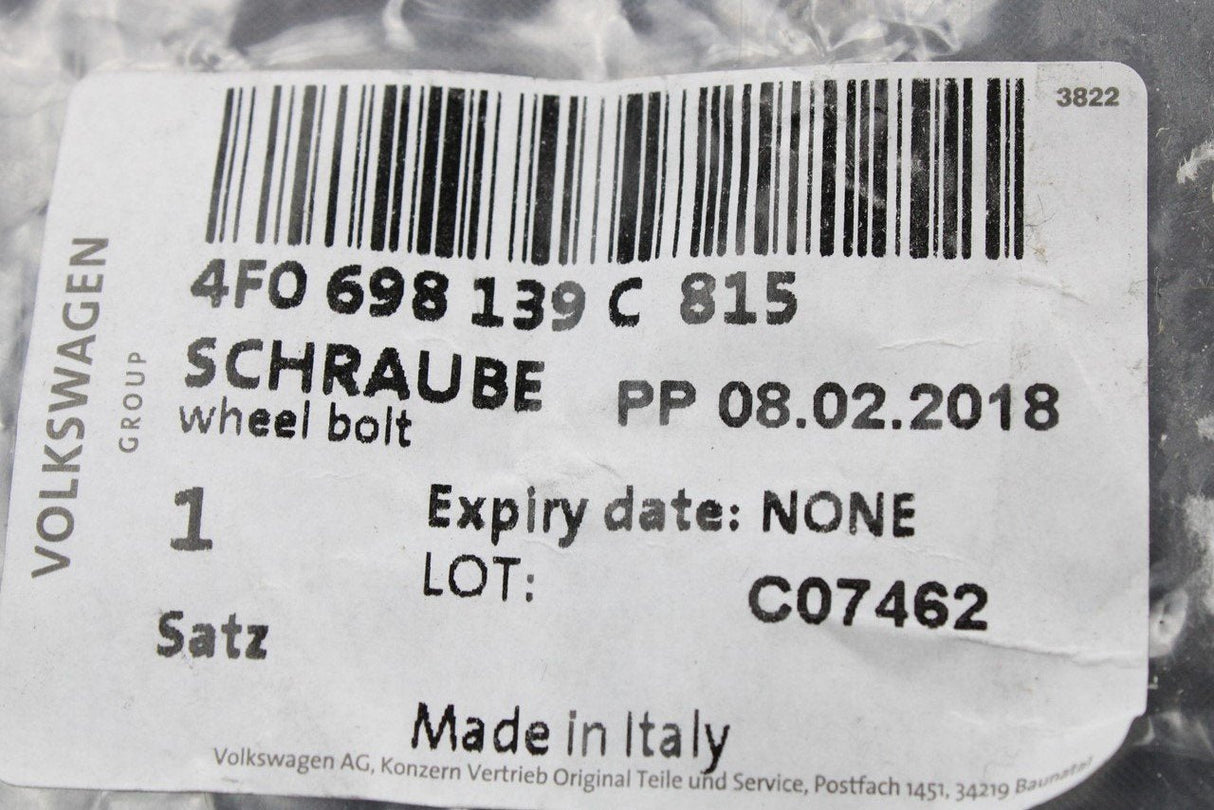 3822
VOLKSWAGEN
GROUP
4F0 698 139 C 815
SCHRAUBE
wheel bolt
PP 08.02.2018
1
Satz
Expiry date: NONE
LOT: C07462
Made in Italy
Volkswagen AG, Konzern Vertrieb Original Teile und Service, Postfach 1451, 34219 Baunatal